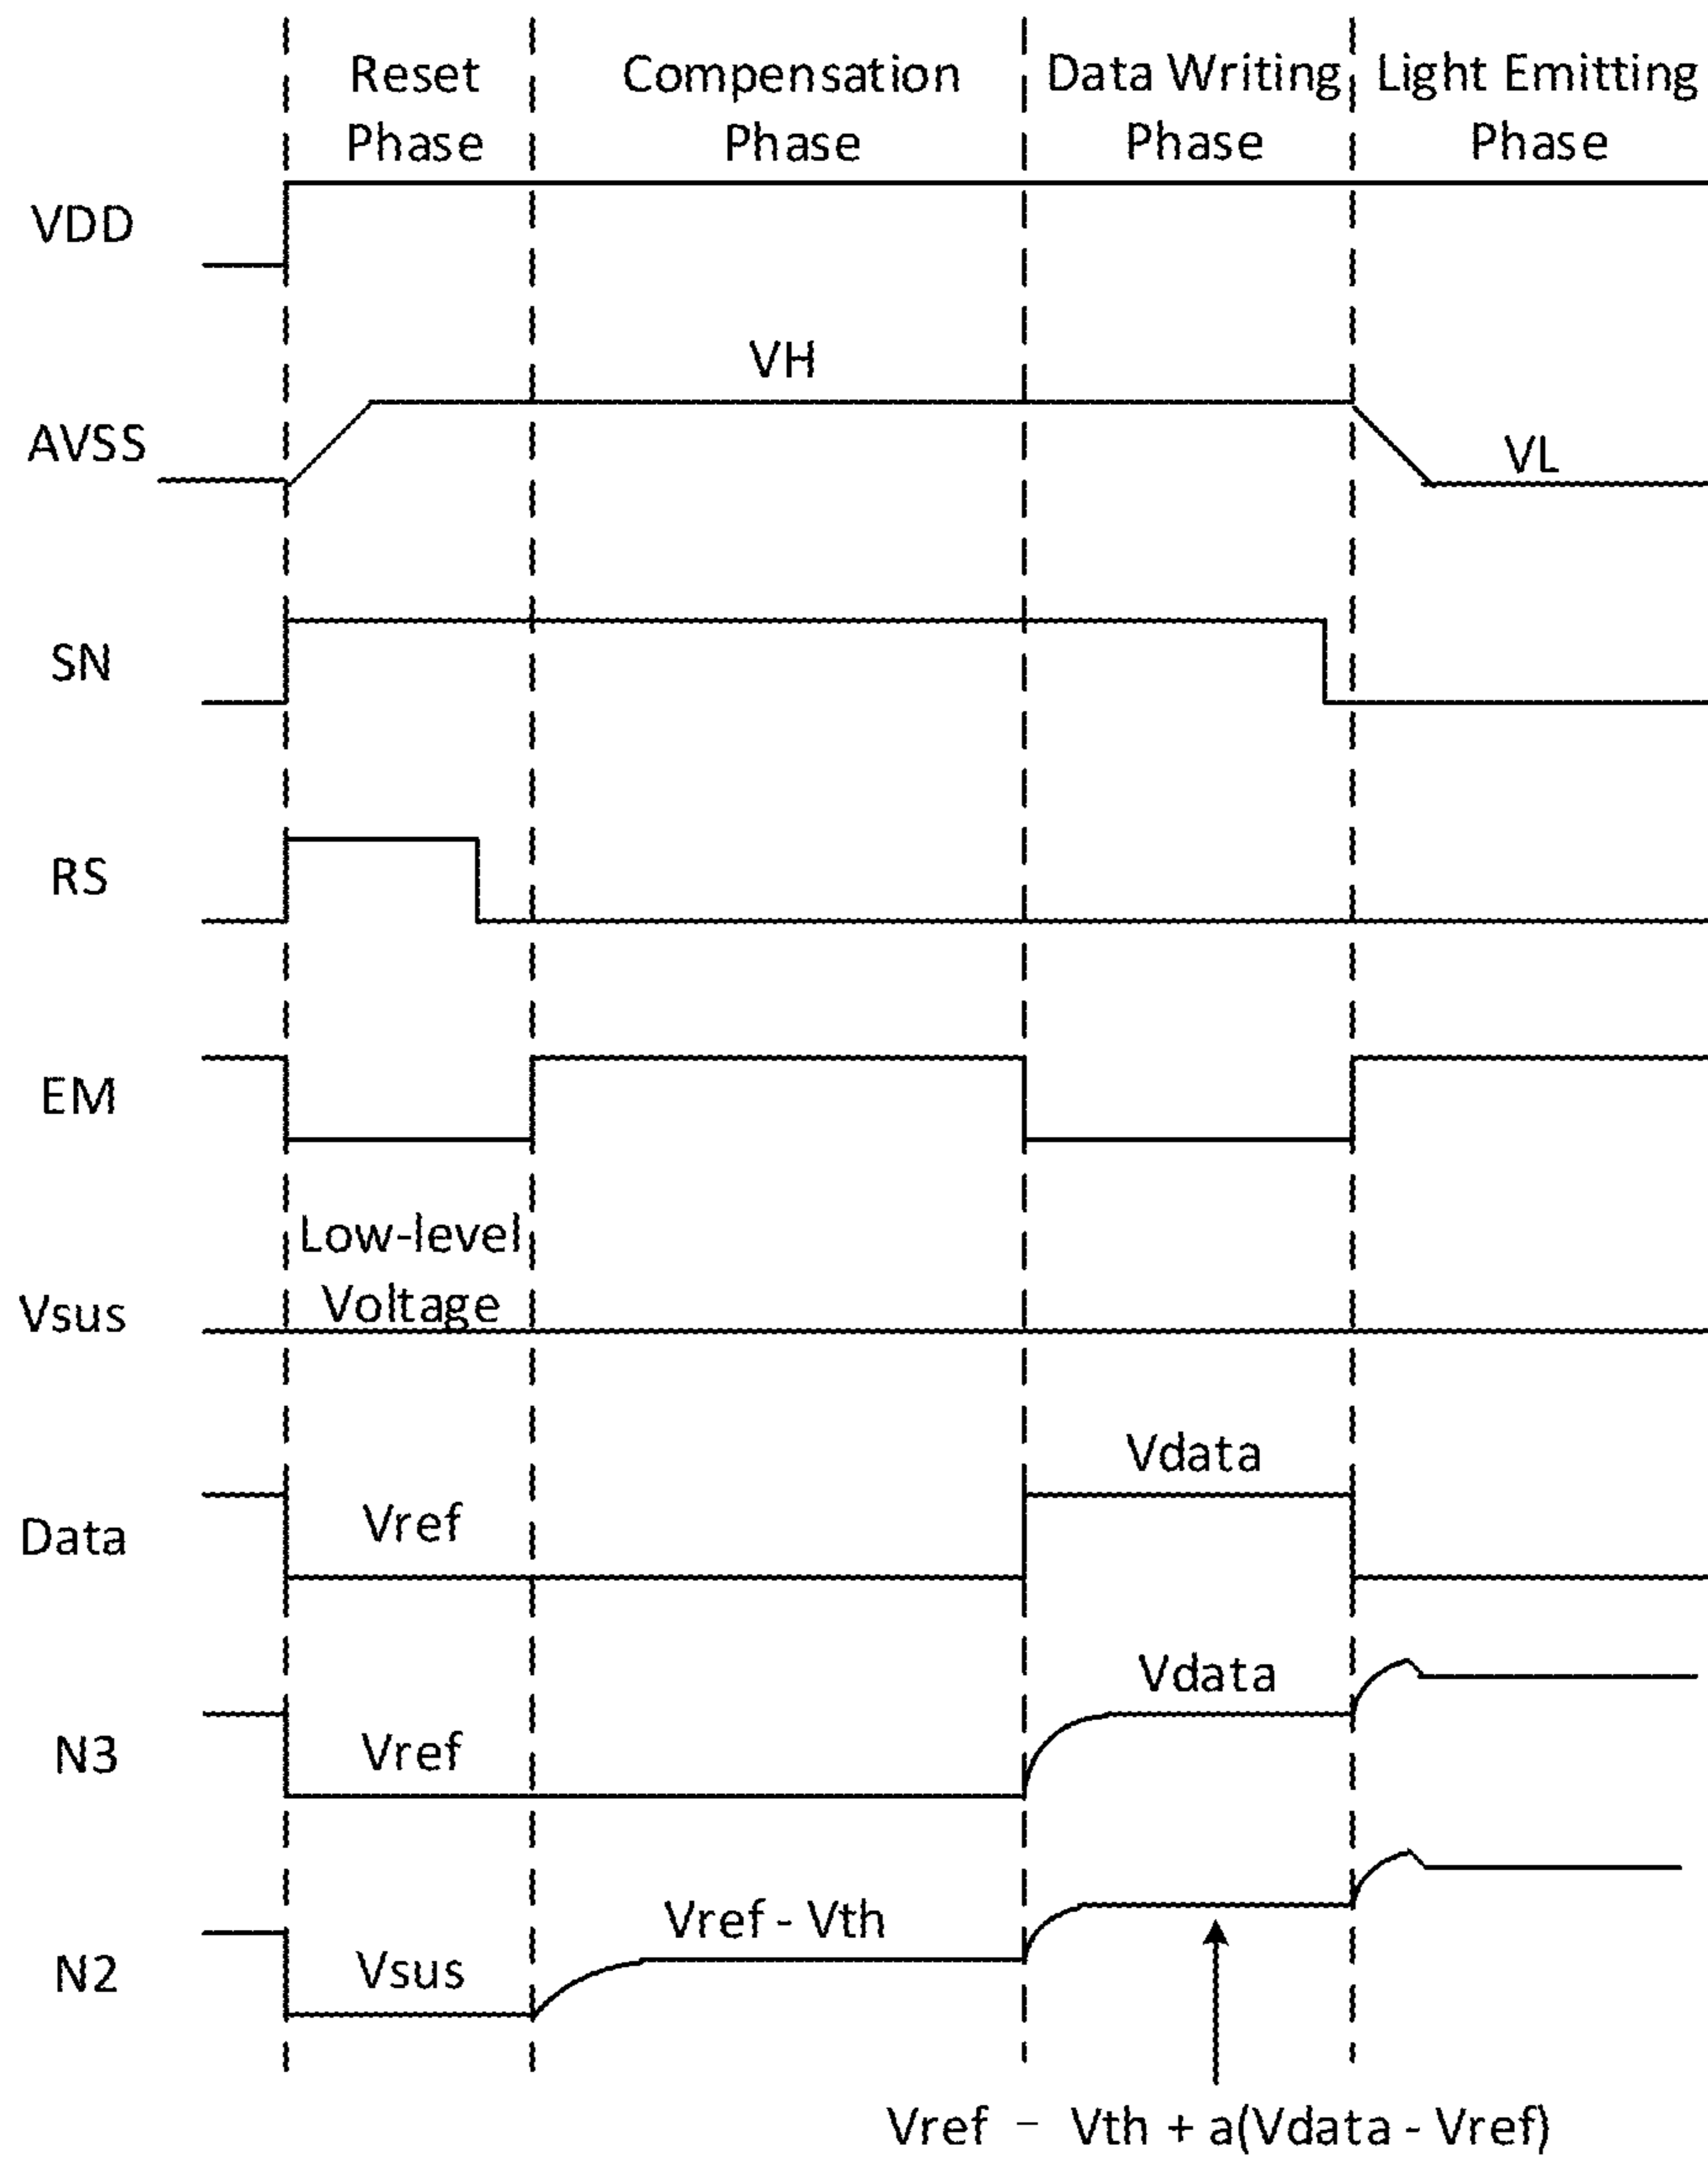 Reset Phase
Compensation Phase
Data Writing Phase
Light Emitting Phase
VDD
VH
AVSS
VL
SN
RS
EM
Low-level
Voltage
Vsus
Vdata
Data
Vref
Vdata
N3
Vref
Vref - Vth
N2
Vsus
Vref - Vth + a(Vdata - Vref)